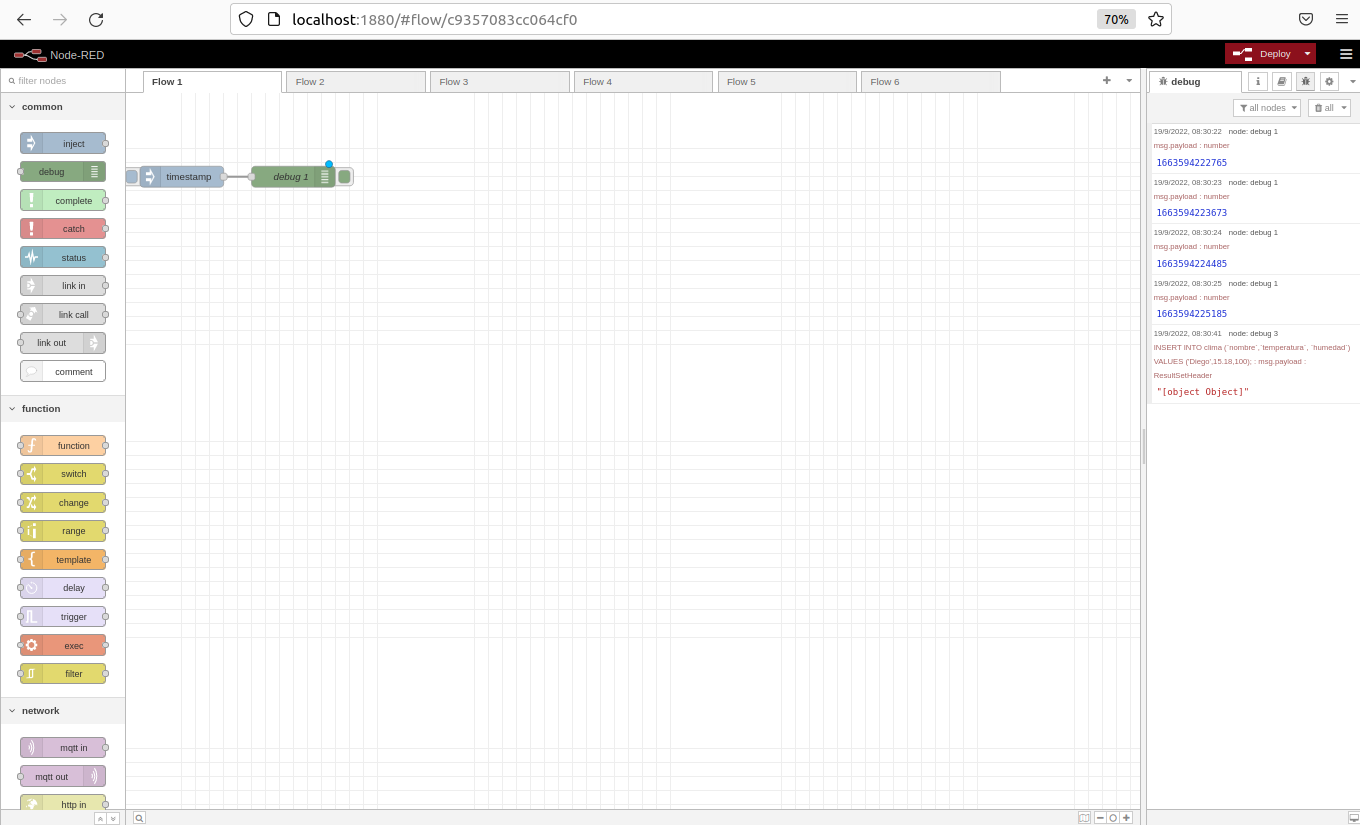 localhost:1880/#flow/c9357083cc064cf0
70%
Node-RED
Deploy
filter nodes
common
inject
debug
complete
catch
status
link in
link call
link out
comment
function
function
switch
change
range
template
delay
trigger
exec
filter
network
mqtt in
mqtt out
http in
Flow 1
Flow 2
Flow 3
Flow 4
Flow 5
Flow 6
timestamp
debug 1
debug
all nodes
all
19/9/2022, 08:30:22 node: debug 1
msg.payload : number
1663594222765
19/9/2022, 08:30:23 node: debug 1
msg.payload : number
1663594223673
19/9/2022, 08:30:24 node: debug 1
msg.payload : number
1663594224485
19/9/2022, 08:30:25 node: debug 1
msg.payload : number
1663594225185
19/9/2022, 08:30:41 node: debug 3
INSERT INTO clima (`nombre`,`temperatura`, `humedad`)
VALUES ('Diego',15.18,100); : msg.payload :
ResultSetHeader
"[object Object]"